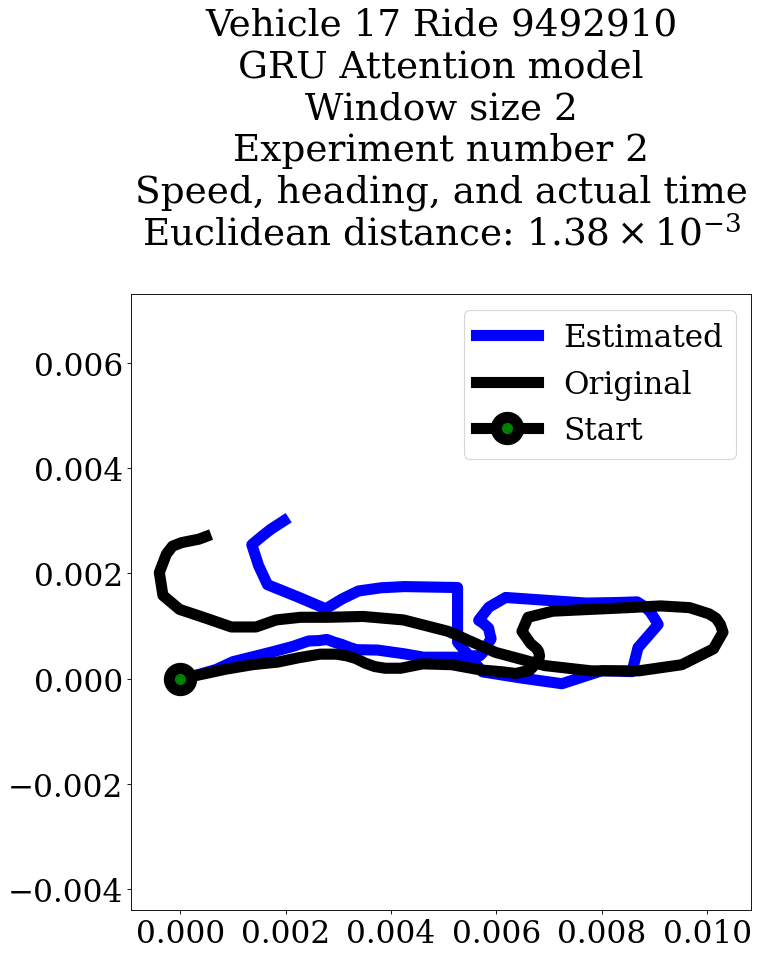 Vehicle 17 Ride 9492910
GRU Attention model
Window size 2
Experiment number 2
Speed, heading, and actual time
Euclidean distance: 1.38 × 10⁻³
Estimated
Original
Start
0.006
0.004
0.002
0.000
−0.002
−0.004
0.000 0.002 0.004 0.006 0.008 0.010